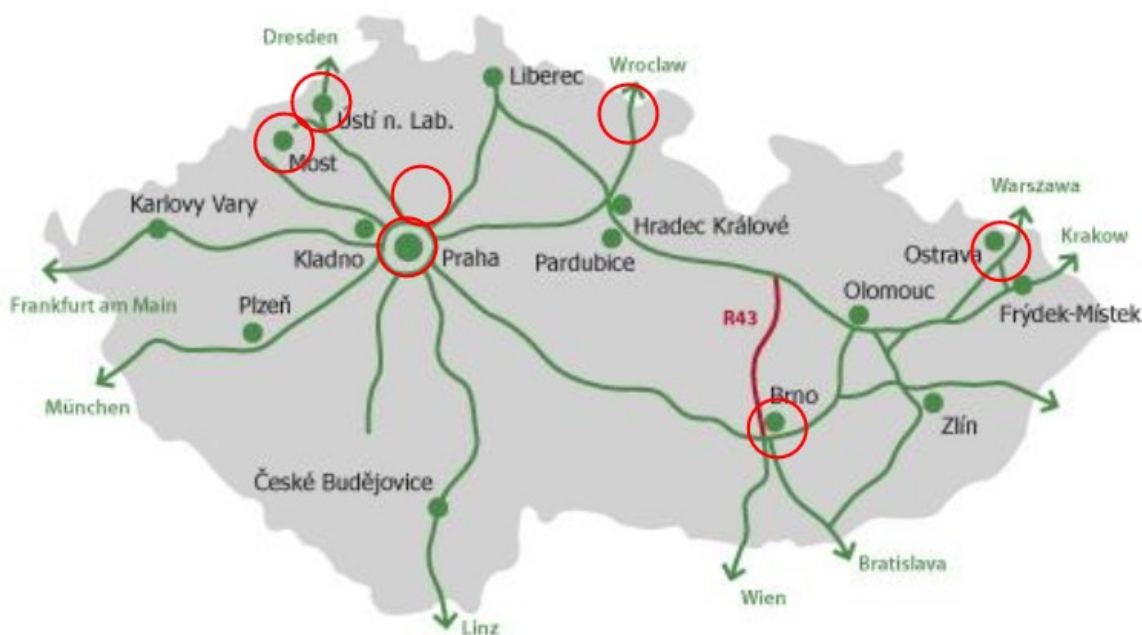 Dresden
Liberec
Wroclaw
Ústí n. Lab.
Most
Karlovy Vary
Warszawa
Hradec Králové
Ostrava
Krakow
Kladno
Praha
Pardubice
Frankfurt am Main
Plzeň
Olomouc
R43
Frýdek-Místek
München
Brno
Zlín
České Budějovice
Bratislava
Wien
Linz